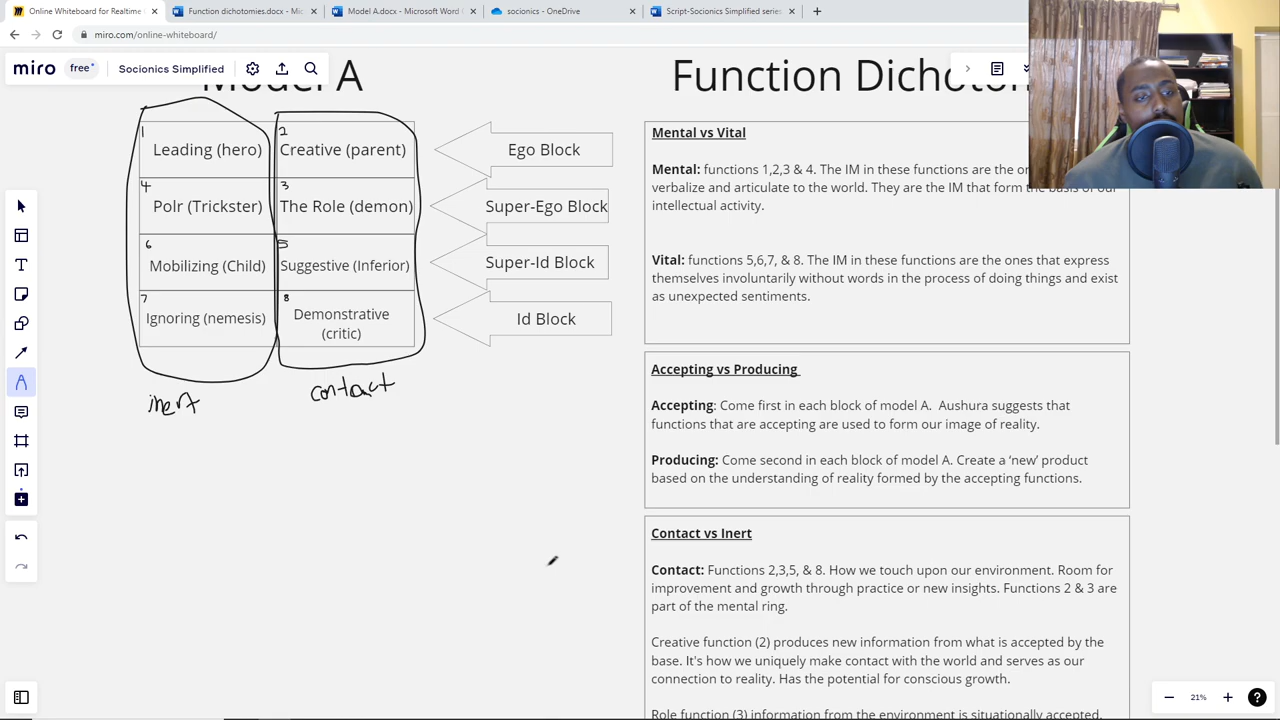 Online Whiteboard for Realtime
Function dichotomies.docx - Mic
Model A.docx - Microsoft Word
socionics - OneDrive
Script-Socionics Simplified series
miro.com/online-whiteboard/
miro
free
Socionics Simplified
Model A
1
Leading (hero)
2
Creative (parent)
4
Polr (Trickster)
3
The Role (demon)
6
Mobilizing (Child)
5
Suggestive (Inferior)
7
Ignoring (nemesis)
8
Demonstrative
(critic)
inert
contact
Ego Block
Super-Ego Block
Super-Id Block
Id Block
Function Dichoto
Mental vs Vital
Mental: functions 1,2,3 & 4. The IM in these functions are the
verbalize and articulate to the world. They are the IM that form the basis of our
intellectual activity.
Vital: functions 5,6,7, & 8. The IM in these functions are the ones that express
themselves involuntarily without words in the process of doing things and exist
as unexpected sentiments.
Accepting vs Producing
Accepting: Come first in each block of model A. Aushura suggests that
functions that are accepting are used to form our image of reality.
Producing: Come second in each block of model A. Create a ‘new’ product
based on the understanding of reality formed by the accepting functions.
Contact vs Inert
Contact: Functions 2,3,5, & 8. How we touch upon our environment. Room for
improvement and growth through practice or new insights. Functions 2 & 3 are
part of the mental ring.
Creative function (2) produces new information from what is accepted by the
base. It's how we uniquely make contact with the world and serves as our
connection to reality. Has the potential for conscious growth.
Role function (3) information from the environment is situationally accepted.
21%